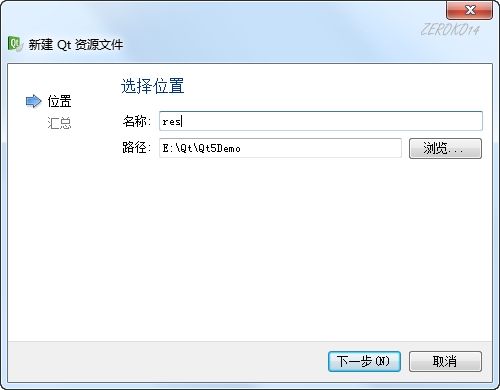 ZEROKO14
Qt 新建 Qt 资源文件
选择位置
位置
名称: res
汇总
路径: E:\Qt\Qt5Demo 浏览...
下一步(N) 取消